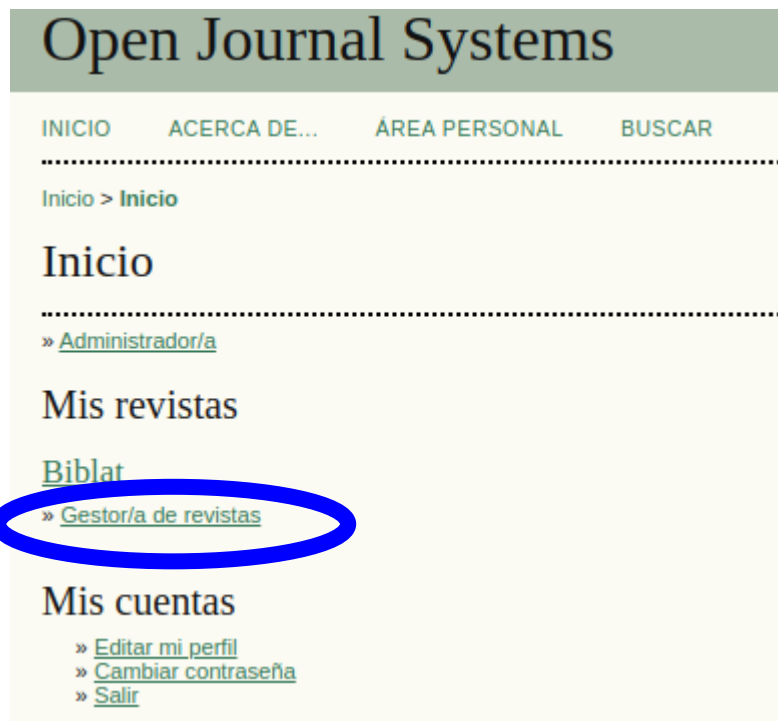 Open Journal Systems
INICIO ACERCA DE... ÁREA PERSONAL BUSCAR
Inicio > Inicio
Inicio
» Administrador/a
Mis revistas
Biblat
» Gestor/a de revistas
Mis cuentas
» Editar mi perfil
» Cambiar contraseña
» Salir